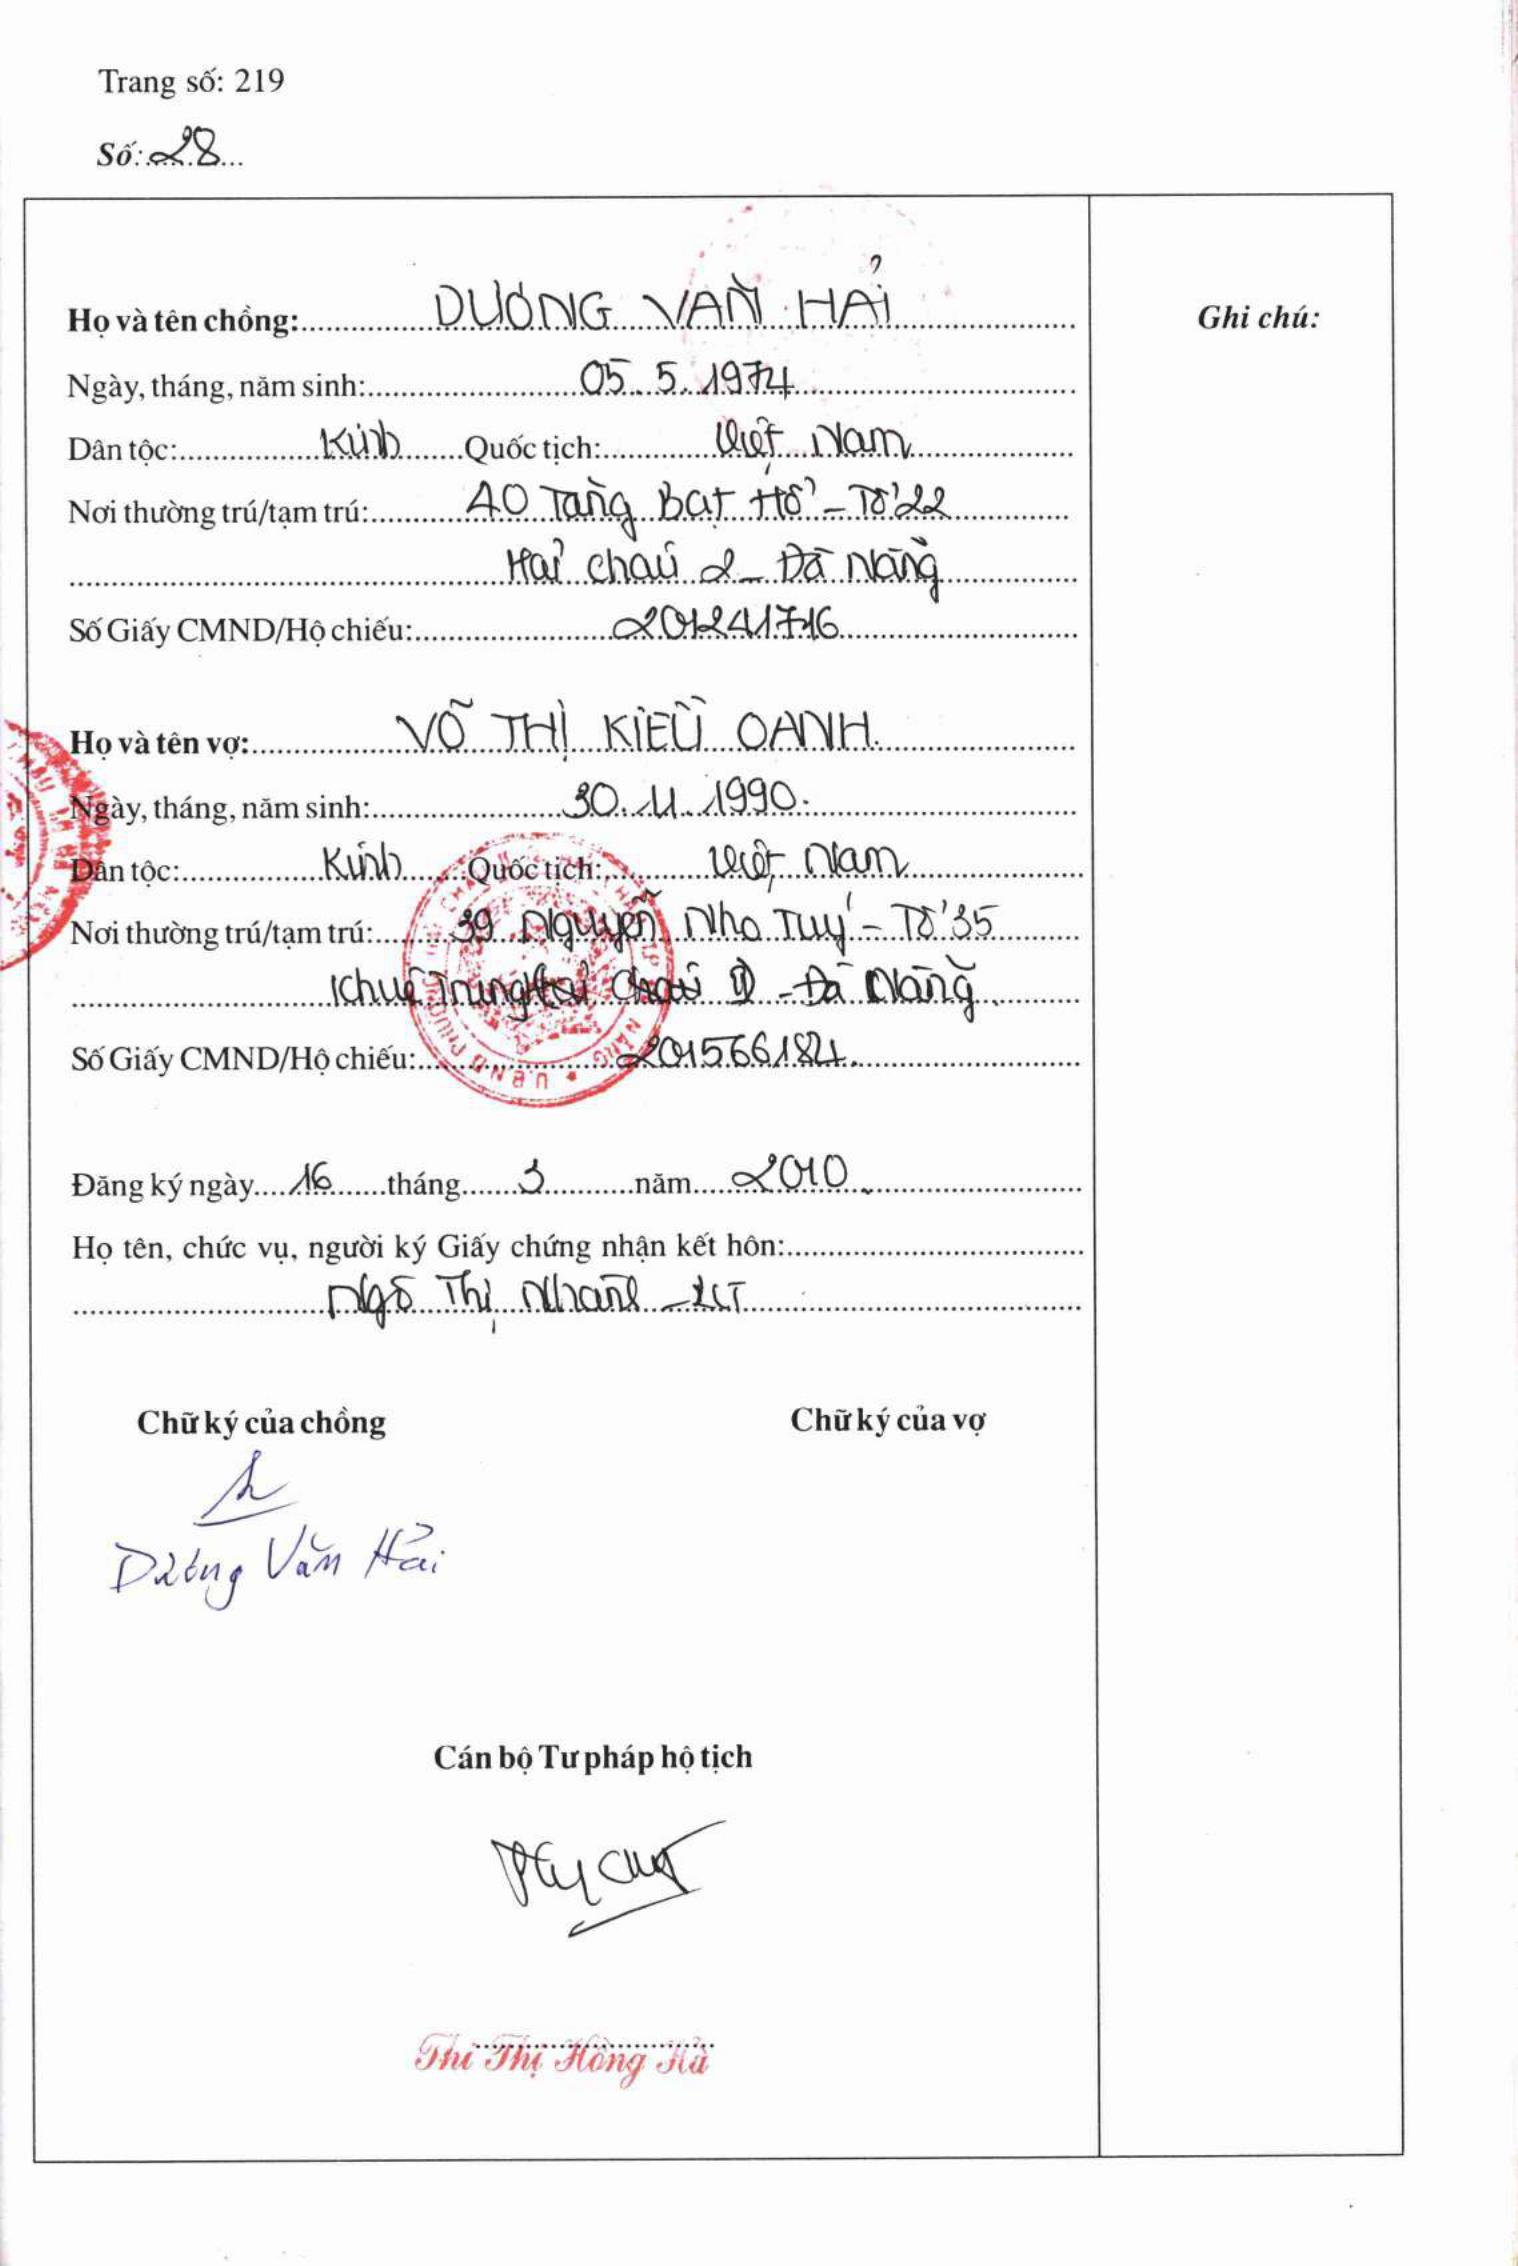 Trang số: 219
Số: 28
Họ và tên chồng: DƯƠNG VĂN HẢI
Ghi chú:
Ngày, tháng, năm sinh: 05. 5. 1974
Dân tộc: Kinh Quốc tịch: Việt Nam
Nơi thường trú/tạm trú: 40 Tăng Bạt Hổ - Tổ 22
Hải Châu 2 - Đà Nẵng
Số Giấy CMND/Hộ chiếu: 201241716
Họ và tên vợ: VÕ THỊ KIỀU OANH
Ngày, tháng, năm sinh: 30. 11. 1990.
Dân tộc: Kinh Quốc tịch: Việt Nam
Nơi thường trú/tạm trú: 39 Nguyễn Nho Tuý - Tổ 35
Khuê Trung - Đà Nẵng
Số Giấy CMND/Hộ chiếu: 201566184.
Đăng ký ngày 16 tháng 3 năm 2010
Họ tên, chức vụ, người ký Giấy chứng nhận kết hôn:
Ngô Thị Nhanh
Chữ ký của chồng
Chữ ký của vợ
Dương Văn Hải
Cán bộ Tư pháp hộ tịch
Thi Thị Hồng Hà